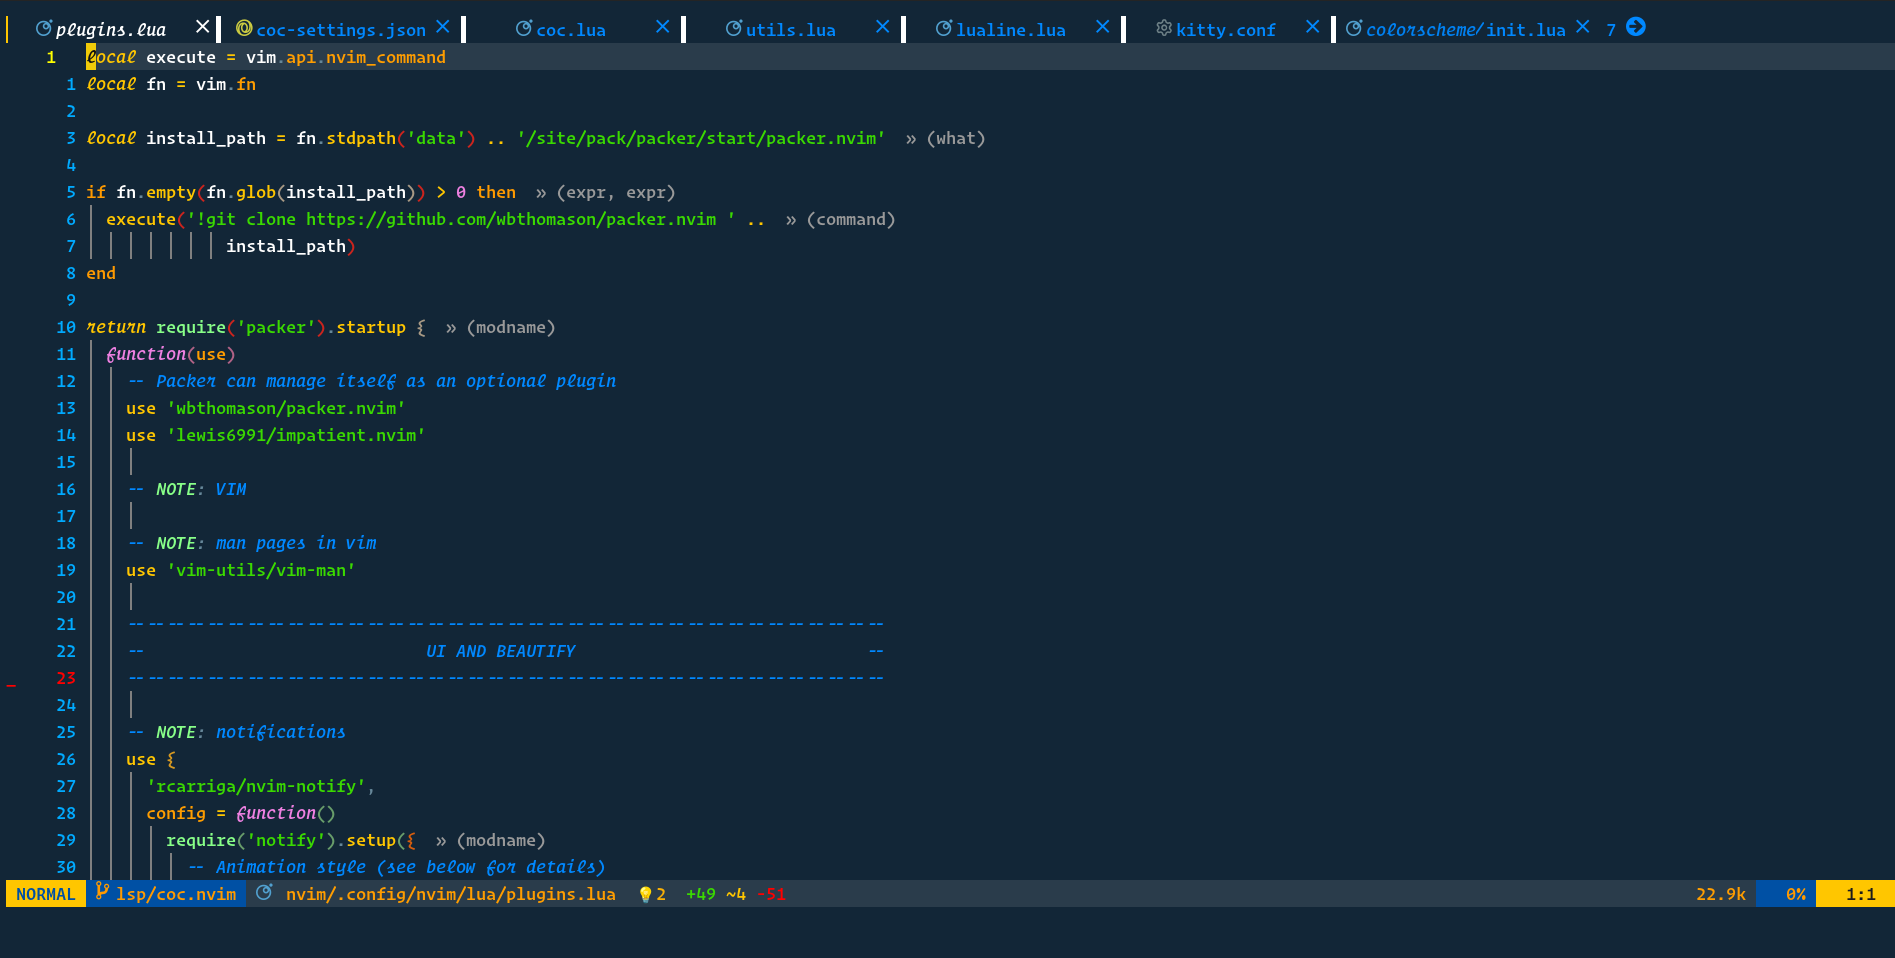 plugins.lua coc-settings.json coc.lua utils.lua lualine.lua kitty.conf colorscheme/init.lua 7
1 local execute = vim.api.nvim_command
1 local fn = vim.fn
2
3 local install_path = fn.stdpath('data') .. '/site/pack/packer/start/packer.nvim' » (what)
4
5 if fn.empty(fn.glob(install_path)) > 0 then » (expr, expr)
6 execute('!git clone https://github.com/wbthomason/packer.nvim ' .. » (command)
7 install_path)
8 end
9
10 return require('packer').startup { » (modname)
11 function(use)
12 -- Packer can manage itself as an optional plugin
13 use 'wbthomason/packer.nvim'
14 use 'lewis6991/impatient.nvim'
15
16 -- NOTE: VIM
17
18 -- NOTE: man pages in vim
19 use 'vim-utils/vim-man'
20
21 ----------------------------------------------------------------------------
22 -- UI AND BEAUTIFY --
_ 23 ----------------------------------------------------------------------------
24
25 -- NOTE: notifications
26 use {
27 'rcarriga/nvim-notify',
28 config = function()
29 require('notify').setup({ » (modname)
30 -- Animation style (see below for details)
NORMAL lsp/coc.nvim nvim/.config/nvim/lua/plugins.lua 2 +49 ~4 -51 22.9k 0% 1:1